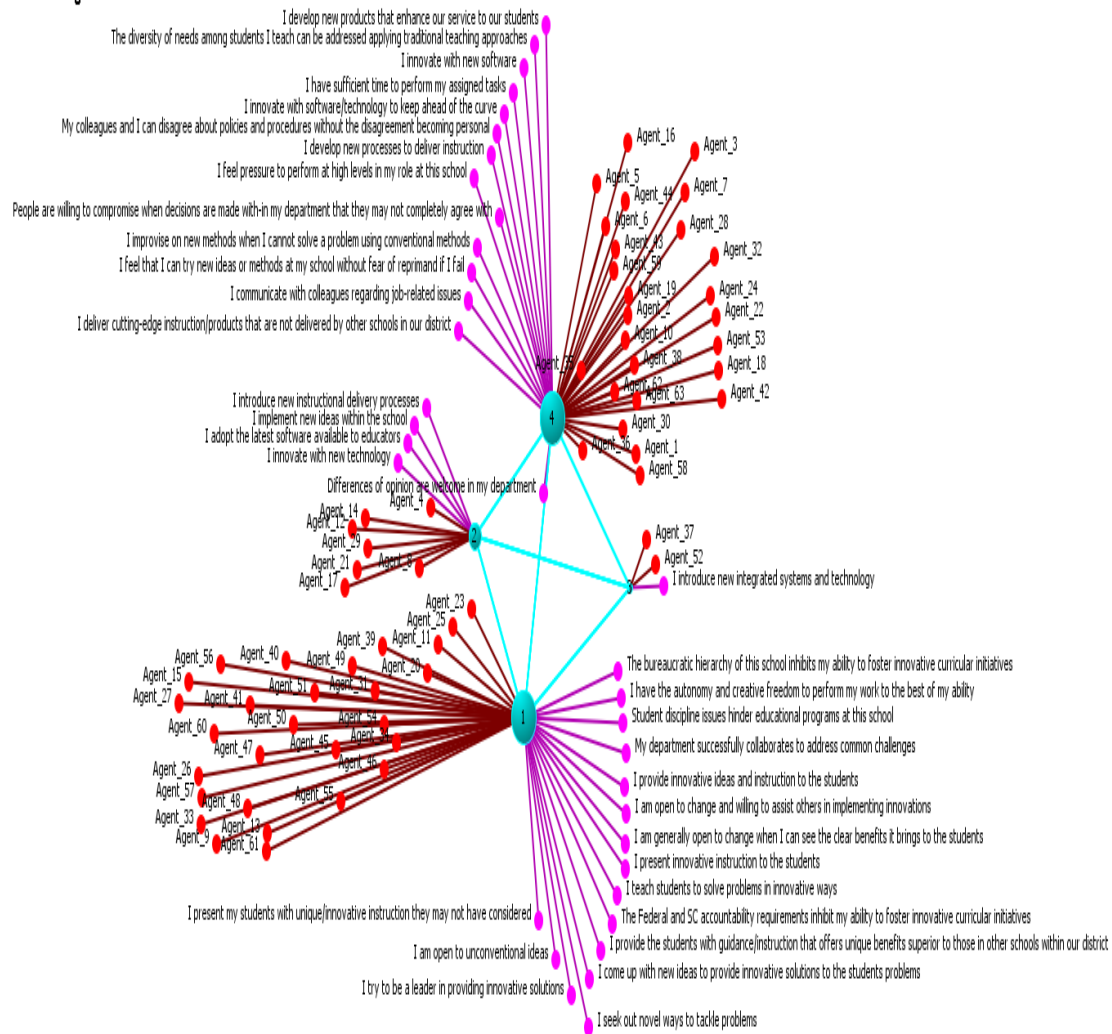 I develop new products that enhance our service to our students
The diversity of needs among students I teach can be addressed applying traditional teaching approaches
I innovate with new software
I have sufficient time to perform my assigned tasks
I innovate with software/technology to keep ahead of the curve
My colleagues and I can disagree about policies and procedures without the disagreement becoming personal
I develop new processes to deliver instruction
I feel pressure to perform at high levels in my role at this school
People are willing to compromise when decisions are made with-in my department that they may not completely agree with
I improvise on new methods when I cannot solve a problem using conventional methods
I feel that I can try new ideas or methods at my school without fear of reprimand if I fail
I communicate with colleagues regarding job-related issues
I deliver cutting-edge instruction/products that are not delivered by other schools in our district
Agent_16
Agent_3
Agent_5
Agent_7
Agent_44
Agent_6
Agent_28
Agent_43
Agent_32
Agent_59
Agent_19
Agent_24
Agent_2
Agent_22
Agent_10
Agent_53
Agent_35
Agent_38
Agent_18
Agent_62
Agent_63
Agent_42
4
Agent_30
Agent_36
Agent_1
Agent_58
I introduce new instructional delivery processes
I implement new ideas within the school
I adopt the latest software available to educators
I innovate with new technology
Differences of opinion are welcome in my department
Agent_4
Agent_14
Agent_12
2
Agent_29
Agent_21
Agent_8
Agent_17
Agent_37
Agent_52
3
I introduce new integrated systems and technology
Agent_23
Agent_25
Agent_39
Agent_11
Agent_56
Agent_40
Agent_49
Agent_20
Agent_15
Agent_27
Agent_41
Agent_51
Agent_31
Agent_60
Agent_50
Agent_54
1
Agent_47
Agent_45
Agent_26
Agent_46
Agent_57
Agent_48
Agent_55
Agent_33
Agent_9
Agent_13
Agent_61
The bureaucratic hierarchy of this school inhibits my ability to foster innovative curricular initiatives
I have the autonomy and creative freedom to perform my work to the best of my ability
Student discipline issues hinder educational programs at this school
My department successfully collaborates to address common challenges
I provide innovative ideas and instruction to the students
I am open to change and willing to assist others in implementing innovations
I am generally open to change when I can see the clear benefits it brings to the students
I present innovative instruction to the students
I teach students to solve problems in innovative ways
I present my students with unique/innovative instruction they may not have considered
The Federal and SC accountability requirements inhibit my ability to foster innovative curricular initiatives
I provide the students with guidance/instruction that offers unique benefits superior to those in other schools within our district
I am open to unconventional ideas
I come up with new ideas to provide innovative solutions to the students problems
I try to be a leader in providing innovative solutions
I seek out novel ways to tackle problems